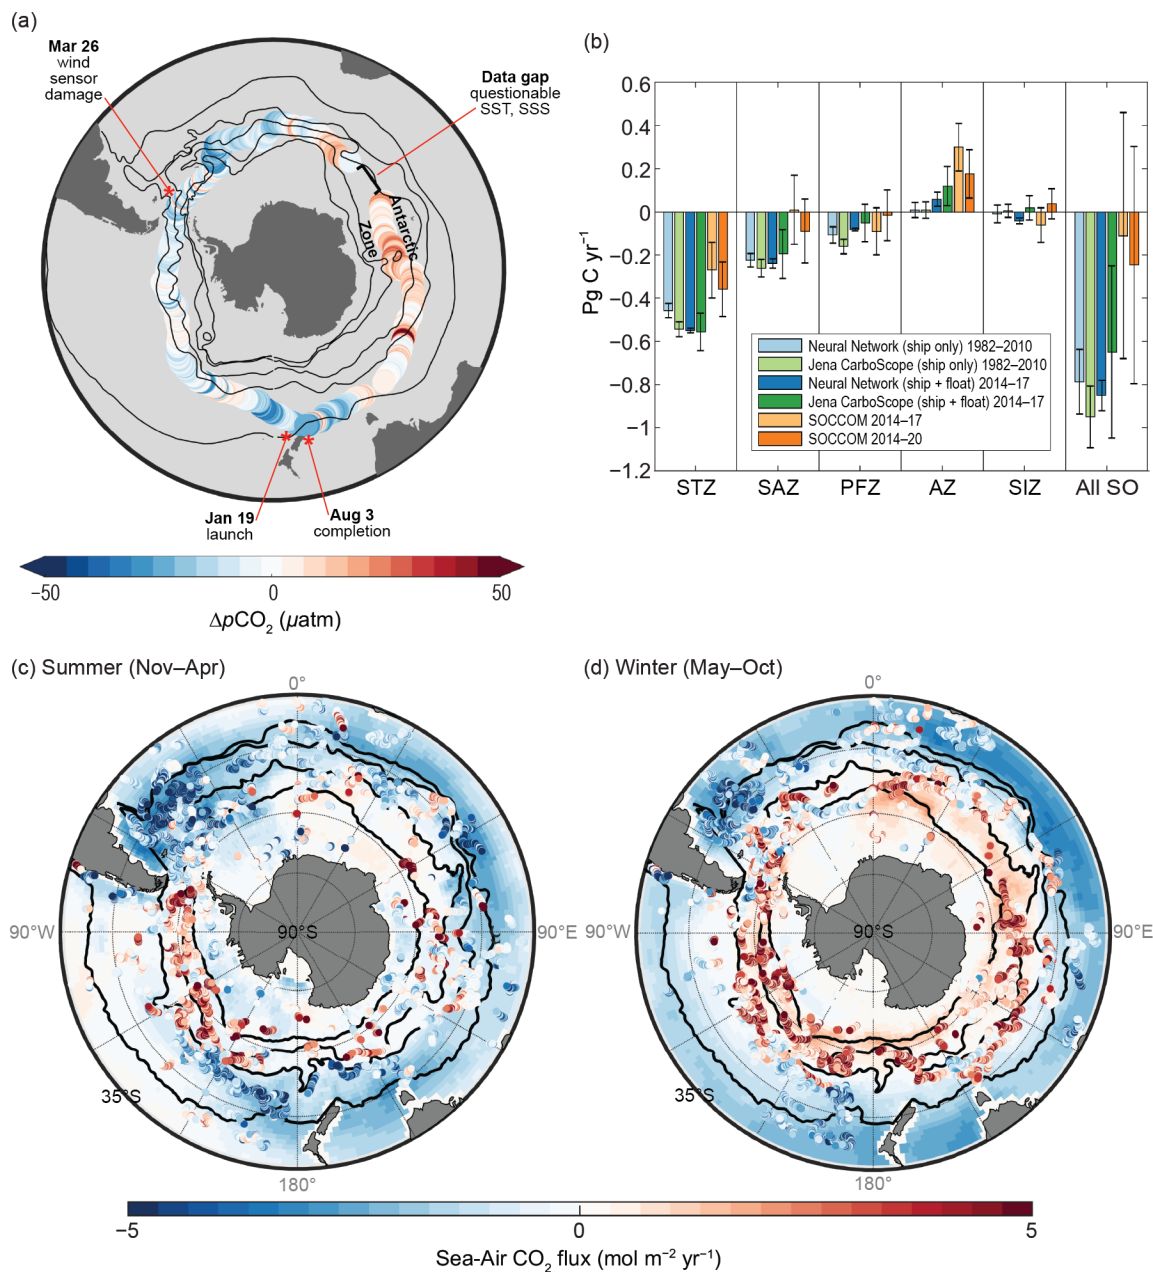 (a)
Mar 26
wind
sensor
damage
Data gap
questionable
SST, SSS
Antarctic
Zone
Jan 19
launch
Aug 3
completion
−50
0
50
ΔpCO₂ (μatm)
(b)
0.6
0.4
0.2
0
−0.2
−0.4
−0.6
−0.8
−1
−1.2
Pg C yr⁻¹
Neural Network (ship only) 1982–2010
Jena CarboScope (ship only) 1982–2010
Neural Network (ship + float) 2014–17
Jena CarboScope (ship + float) 2014–17
SOCCOM 2014–17
SOCCOM 2014–20
STZ SAZ PFZ AZ SIZ All SO
(c) Summer (Nov–Apr)
0°
90°W
90°S
90°E
35°S
180°
(d) Winter (May–Oct)
0°
90°W
90°S
90°E
35°S
180°
−5
0
5
Sea-Air CO₂ flux (mol m⁻² yr⁻¹)